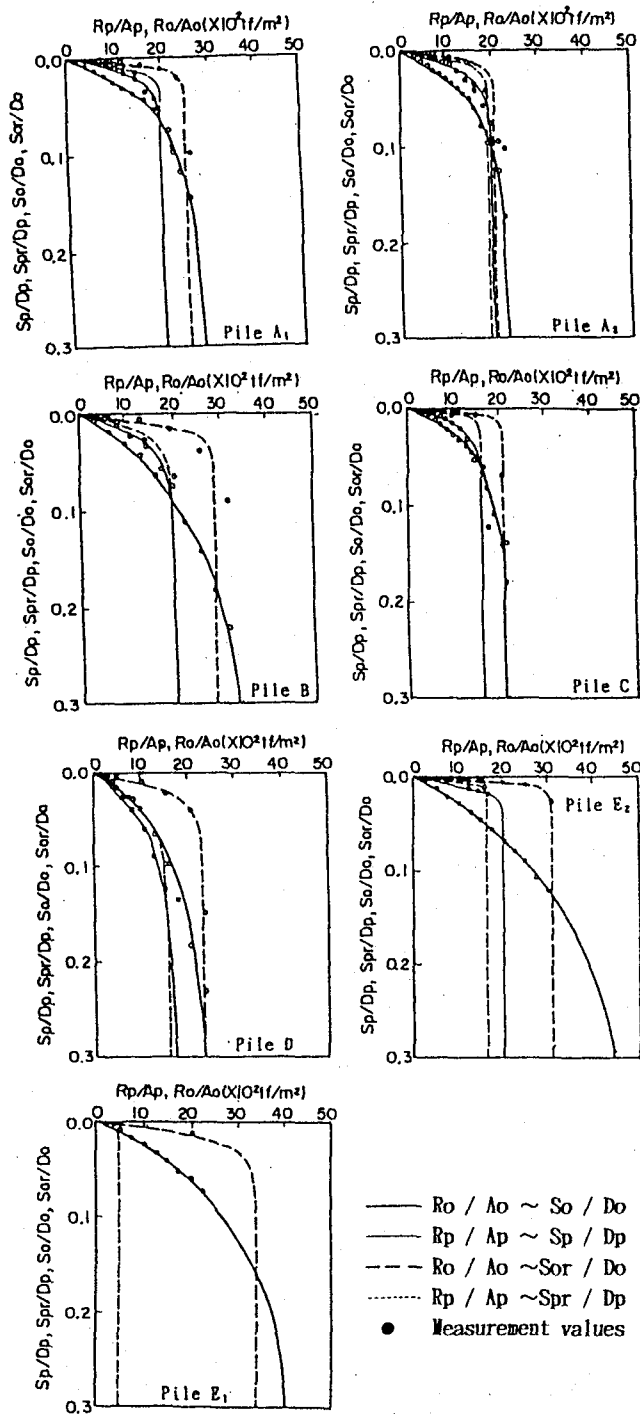 Rp/Ap, Ro/Ao(X10²tf/m²)
0 10 20 30 40 50
Sp/Dp, Spr/Dp, So/Do, Sor/Do
0.0
0.1
0.2
0.3
Pile A₁
Rp/Ap, Ro/Ao(X10²tf/m²)
0 10 20 30 40 50
Sp/Dp, Spr/Dp, So/Do, Sor/Do
0.0
0.1
0.2
0.3
Rp/Ap, Ro/Ao(X10²tf/m²)
0 10 20 30 40 50
Sp/Dp, Spr/Dp, So/Do, Sor/Do
0.0
0.1
0.2
0.3
Pile B
Rp/Ap, Ro/Ao(X10²tf/m²)
0 10 20 30 40 50
Sp/Dp, Spr/Dp, So/Do, Sor/Do
0.0
0.1
0.2
0.3
Pile C
Rp/Ap, Ro/Ao(X10²tf/m²)
0 10 20 30 40 50
Sp/Dp, Spr/Dp, So/Do, Sor/Do
0.0
0.1
0.2
0.3
Pile D
Rp/Ap, Ro/Ao(X10²tf/m²)
0 10 20 30 40 50
Sp/Dp, Spr/Dp, So/Do, Sor/Do
0.0
0.1
0.2
0.3
Pile E₂
Rp/Ap, Ro/Ao(X10²tf/m²)
0 10 20 30 40 50
Sp/Dp, Spr/Dp, So/Do, Sor/Do
0.0
0.1
0.2
0.3
Pile E₁
Ro / Ao ~ So / Do
Rp / Ap ~ Sp / Dp
Ro / Ao ~Sor / Do
Rp / Ap ~Spr / Dp
Measurement values